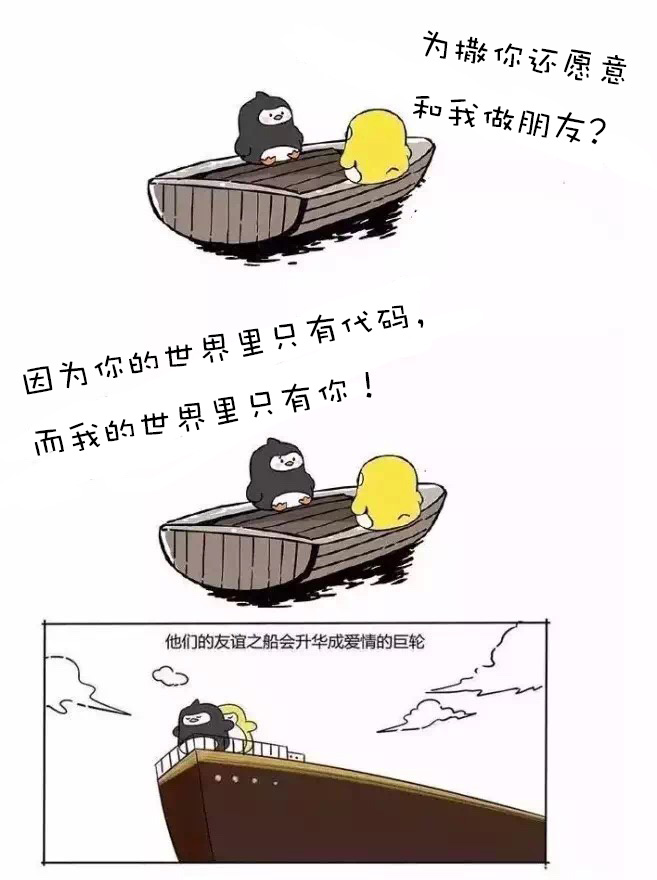 为撒你还愿意
和我做朋友?
因为你的世界里只有代码,
而我的世界里只有你!
他们的友谊之船会升华成爱情的巨轮